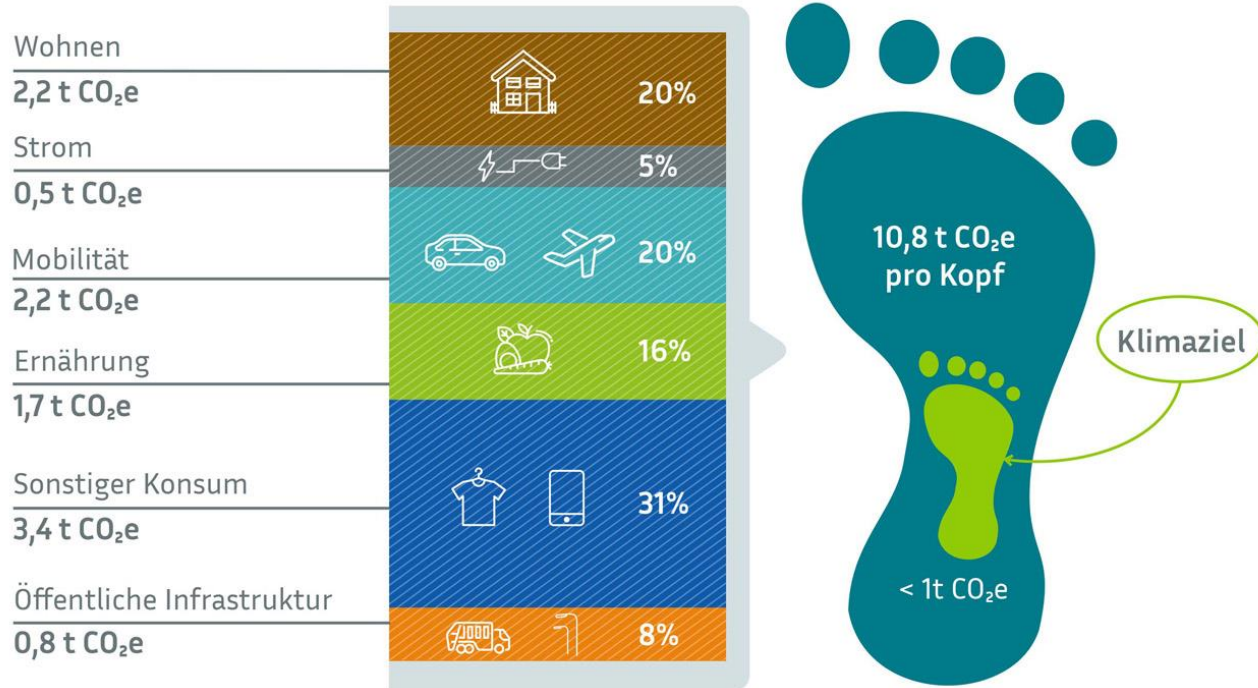 Wohnen
2,2 t CO₂e
20%
Strom
0,5 t CO₂e
5%
Mobilität
2,2 t CO₂e
20%
Ernährung
1,7 t CO₂e
16%
Sonstiger Konsum
3,4 t CO₂e
31%
Öffentliche Infrastruktur
0,8 t CO₂e
8%
10,8 t CO₂e
pro Kopf
Klimaziel
< 1t CO₂e